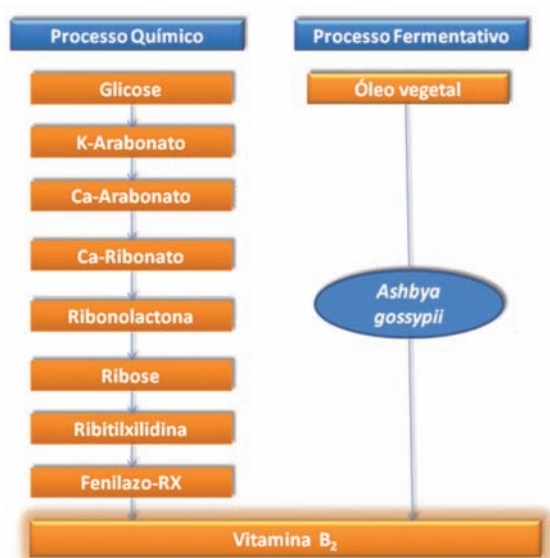 Processo Químico
Processo Fermentativo
Glicose
K-Arabonato
Ca-Arabonato
Ca-Ribonato
Ribonolactona
Ribose
Ribitilxilidina
Fenilazo-RX
Óleo vegetal
Ashbya
gossypii
Vitamina B₂